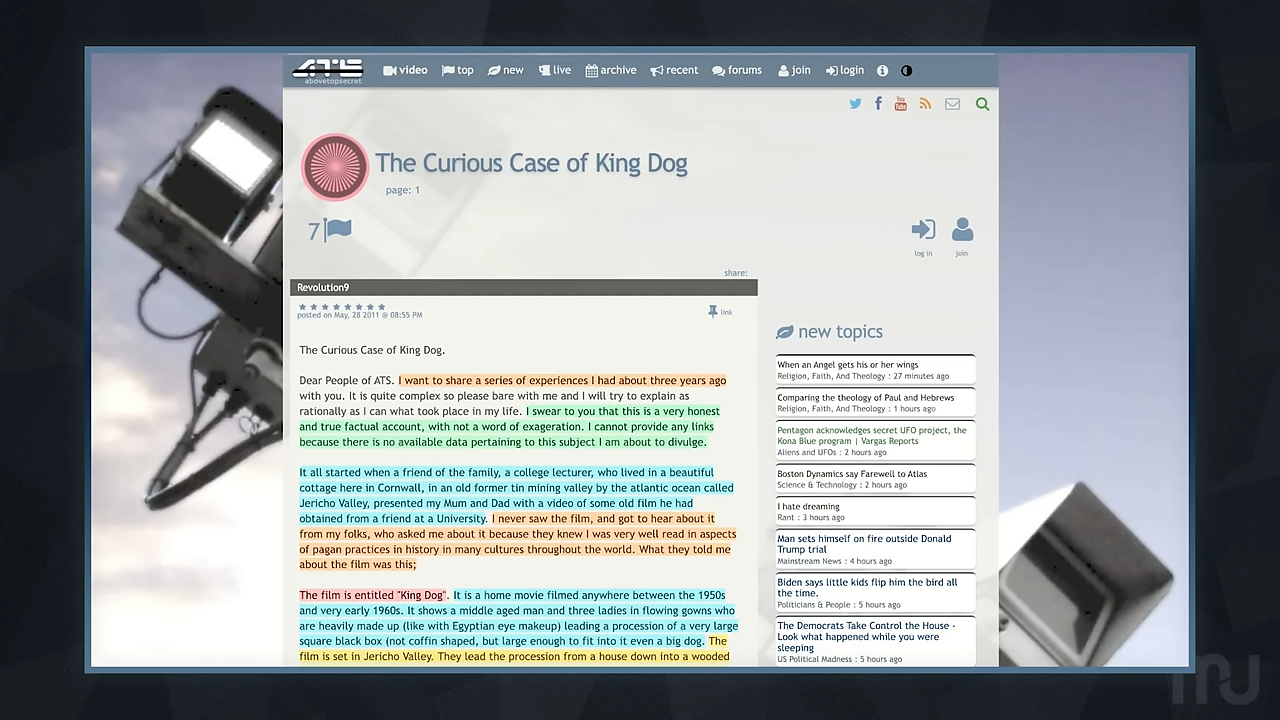 ATS
abovetopsecret
video top new live archive recent forums join login
The Curious Case of King Dog
page: 1
7
log in join
share:
Revolution9
posted on May, 28 2011 @ 08:55 PM
link
The Curious Case of King Dog.
Dear People of ATS. I want to share a series of experiences I had about three years ago
with you. It is quite complex so please bare with me and I will try to explain as
rationally as I can what took place in my life. I swear to you that this is a very honest
and true factual account, with not a word of exageration. I cannot provide any links
because there is no available data pertaining to this subject I am about to divulge.
It all started when a friend of the family, a college lecturer, who lived in a beautiful
cottage here in Cornwall, in an old former tin mining valley by the atlantic ocean called
Jericho Valley, presented my Mum and Dad with a video of some old film he had
obtained from a friend at a University. I never saw the film, and got to hear about it
from my folks, who asked me about it because they knew I was very well read in aspects
of pagan practices in history in many cultures throughout the world. What they told me
about the film was this;
The film is entitled "King Dog". It is a home movie filmed anywhere between the 1950s
and very early 1960s. It shows a middle aged man and three ladies in flowing gowns who
are heavily made up (like with Egyptian eye makeup) leading a procession of a very large
square black box (not coffin shaped, but large enough to fit into it even a big dog. The
film is set in Jericho Valley. They lead the procession from a house down into a wooded
new topics
When an Angel gets his or her wings
Religion, Faith, And Theology : 27 minutes ago
Comparing the theology of Paul and Hebrews
Religion, Faith, And Theology : 1 hours ago
Pentagon acknowledges secret UFO project, the
Kona Blue program | Vargas Reports
Aliens and UFOs : 2 hours ago
Boston Dynamics say Farewell to Atlas
Science & Technology : 2 hours ago
I hate dreaming
Rant : 3 hours ago
Man sets himself on fire outside Donald
Trump trial
Mainstream News : 4 hours ago
Biden says little kids flip him the bird all
the time.
Politicians & People : 5 hours ago
The Democrats Take Control the House -
Look what happened while you were
sleeping
US Political Madness : 5 hours ago
MU